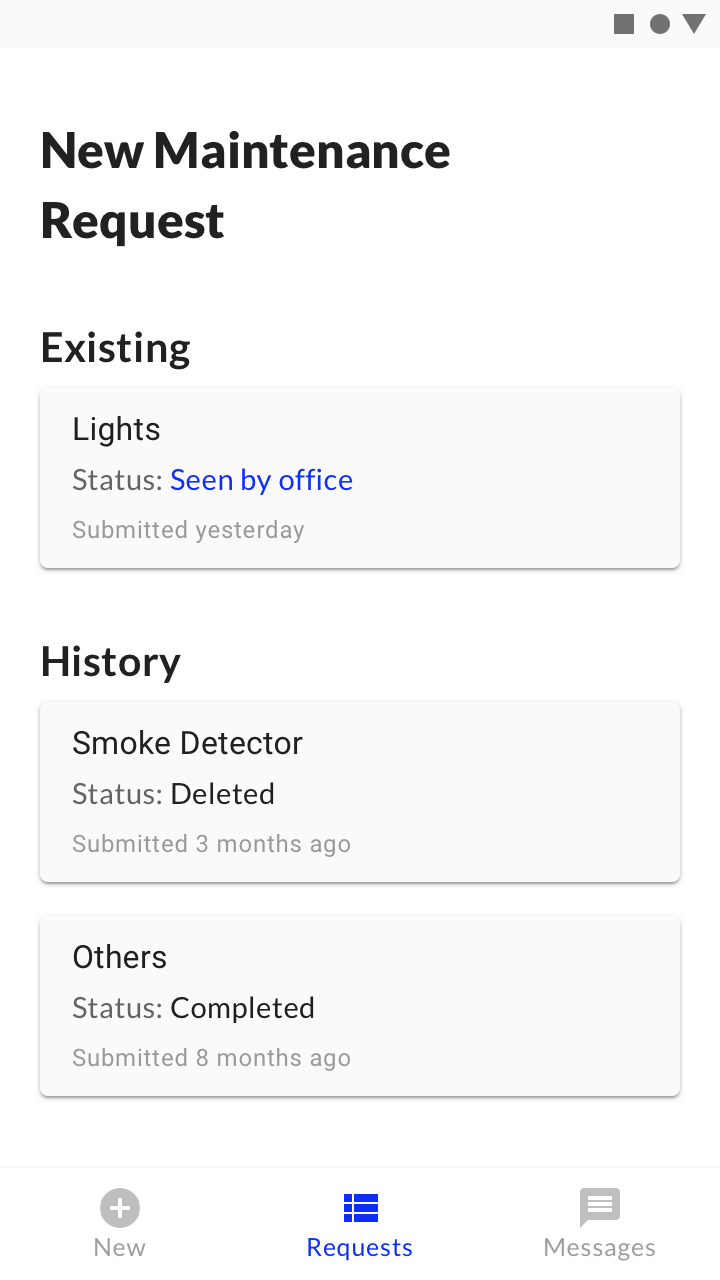 New Maintenance
Request
Existing
Lights
Status: Seen by office
Submitted yesterday
History
Smoke Detector
Status: Deleted
Submitted 3 months ago
Others
Status: Completed
Submitted 8 months ago
New
Requests
Messages